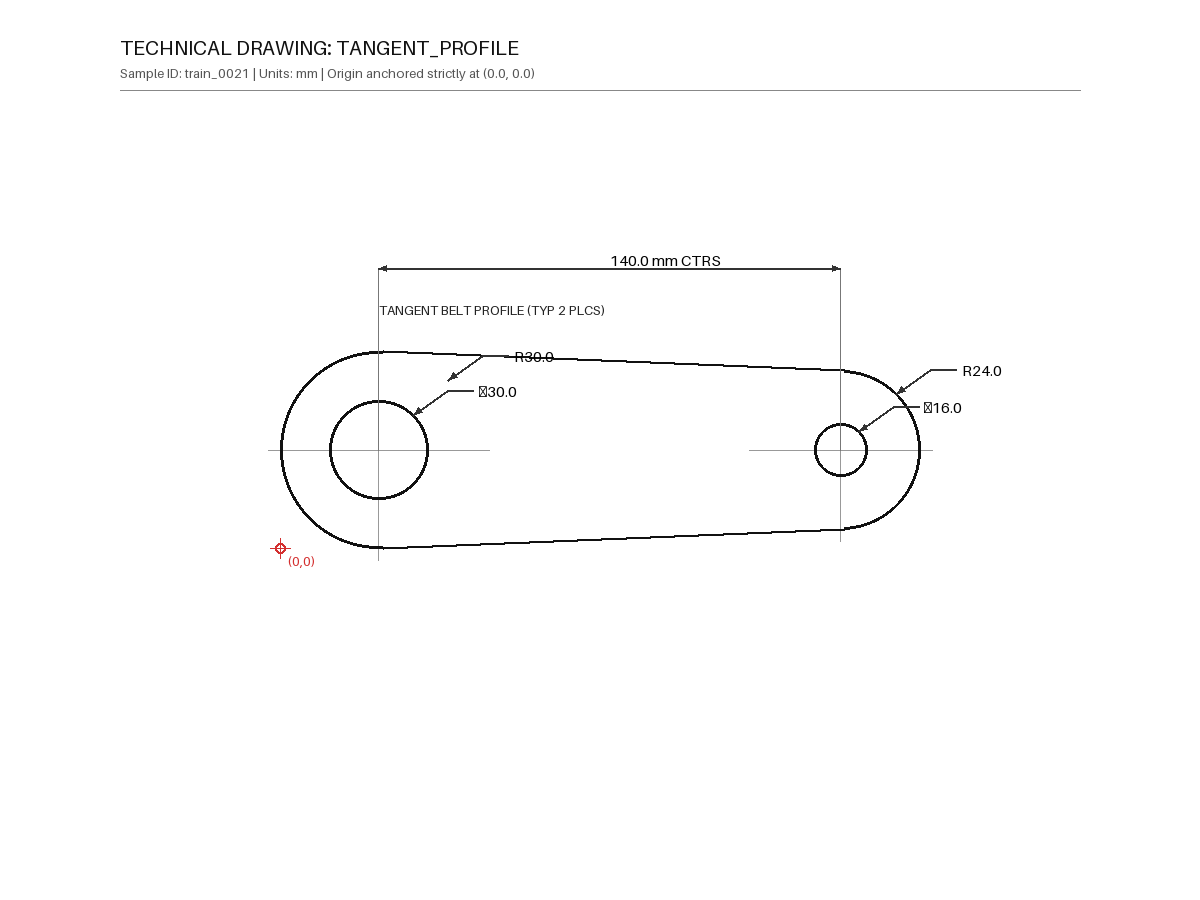 TECHNICAL DRAWING: TANGENT_PROFILE
Sample ID: train_0021 | Units: mm | Origin anchored strictly at (0.0, 0.0)
140.0 mm CTRS
TANGENT BELT PROFILE (TYP 2 PLCS)
R30.0
R24.0
30.0
16.0
(0,0)